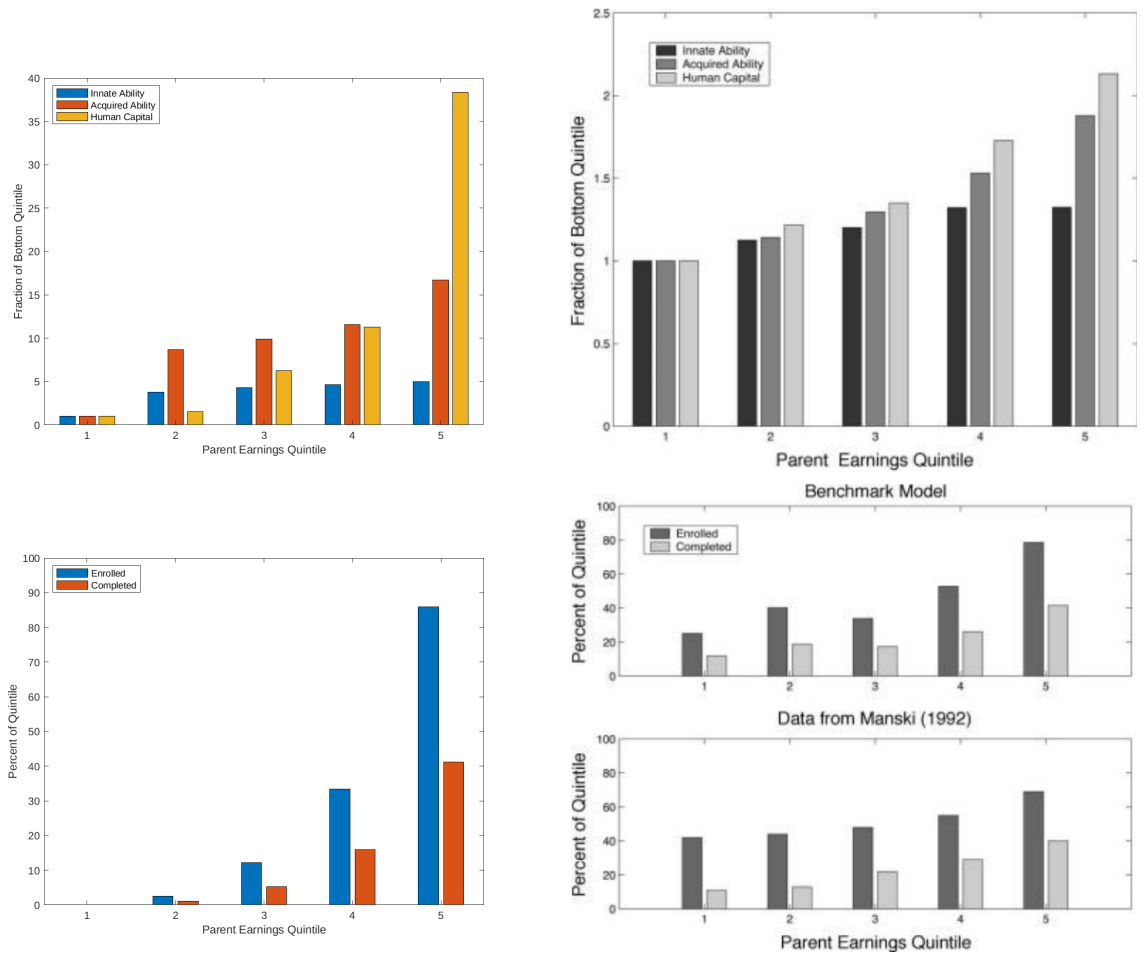 40
35
30
25
20
15
10
5
0
Fraction of Bottom Quintile
Innate Ability
Acquired Ability
Human Capital
1 2 3 4 5
Parent Earnings Quintile
2.5
2
1.5
1
0.5
0
Fraction of Bottom Quintile
Innate Ability
Acquired Ability
Human Capital
1 2 3 4 5
Parent Earnings Quintile
100
90
80
70
60
50
40
30
20
10
0
Percent of Quintile
Enrolled
Completed
1 2 3 4 5
Parent Earnings Quintile
Benchmark Model
100
80
60
40
20
0
Percent of Quintile
Enrolled
Completed
1 2 3 4 5
Data from Manski (1992)
100
80
60
40
20
0
Percent of Quintile
1 2 3 4 5
Parent Earnings Quintile